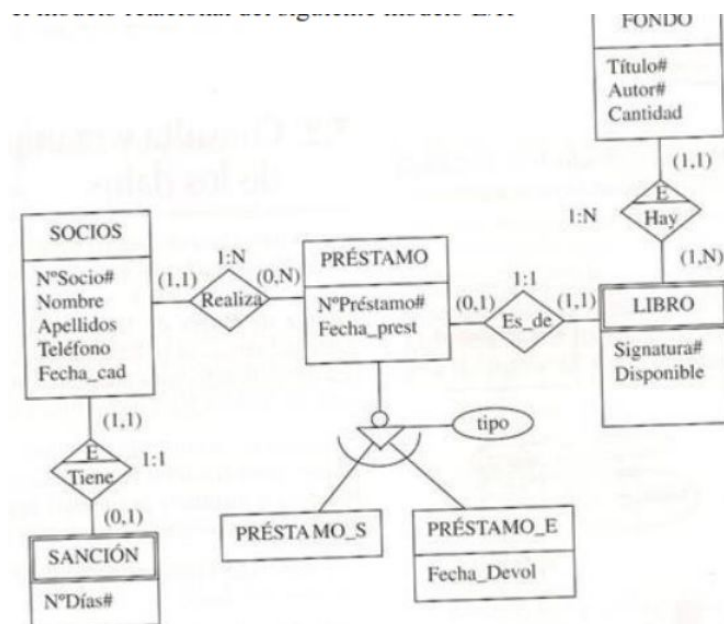 el modelo relacional del siguiente modelo E/R
FONDO
Título#
Autor#
Cantidad
(1,1)
E
Hay
1:N
(1,N)
SOCIOS
NºSocio#
Nombre
Apellidos
Teléfono
Fecha_cad
(1,1)
1:N
Realiza
(0,N)
PRÉSTAMO
NºPréstamo#
Fecha_prest
(0,1)
1:1
Es_de
(1,1)
LIBRO
Signatura#
Disponible
(1,1)
E
Tiene
1:1
(0,1)
SANCIÓN
NºDías#
tipo
PRÉSTAMO_S
PRÉSTAMO_E
Fecha_Devol